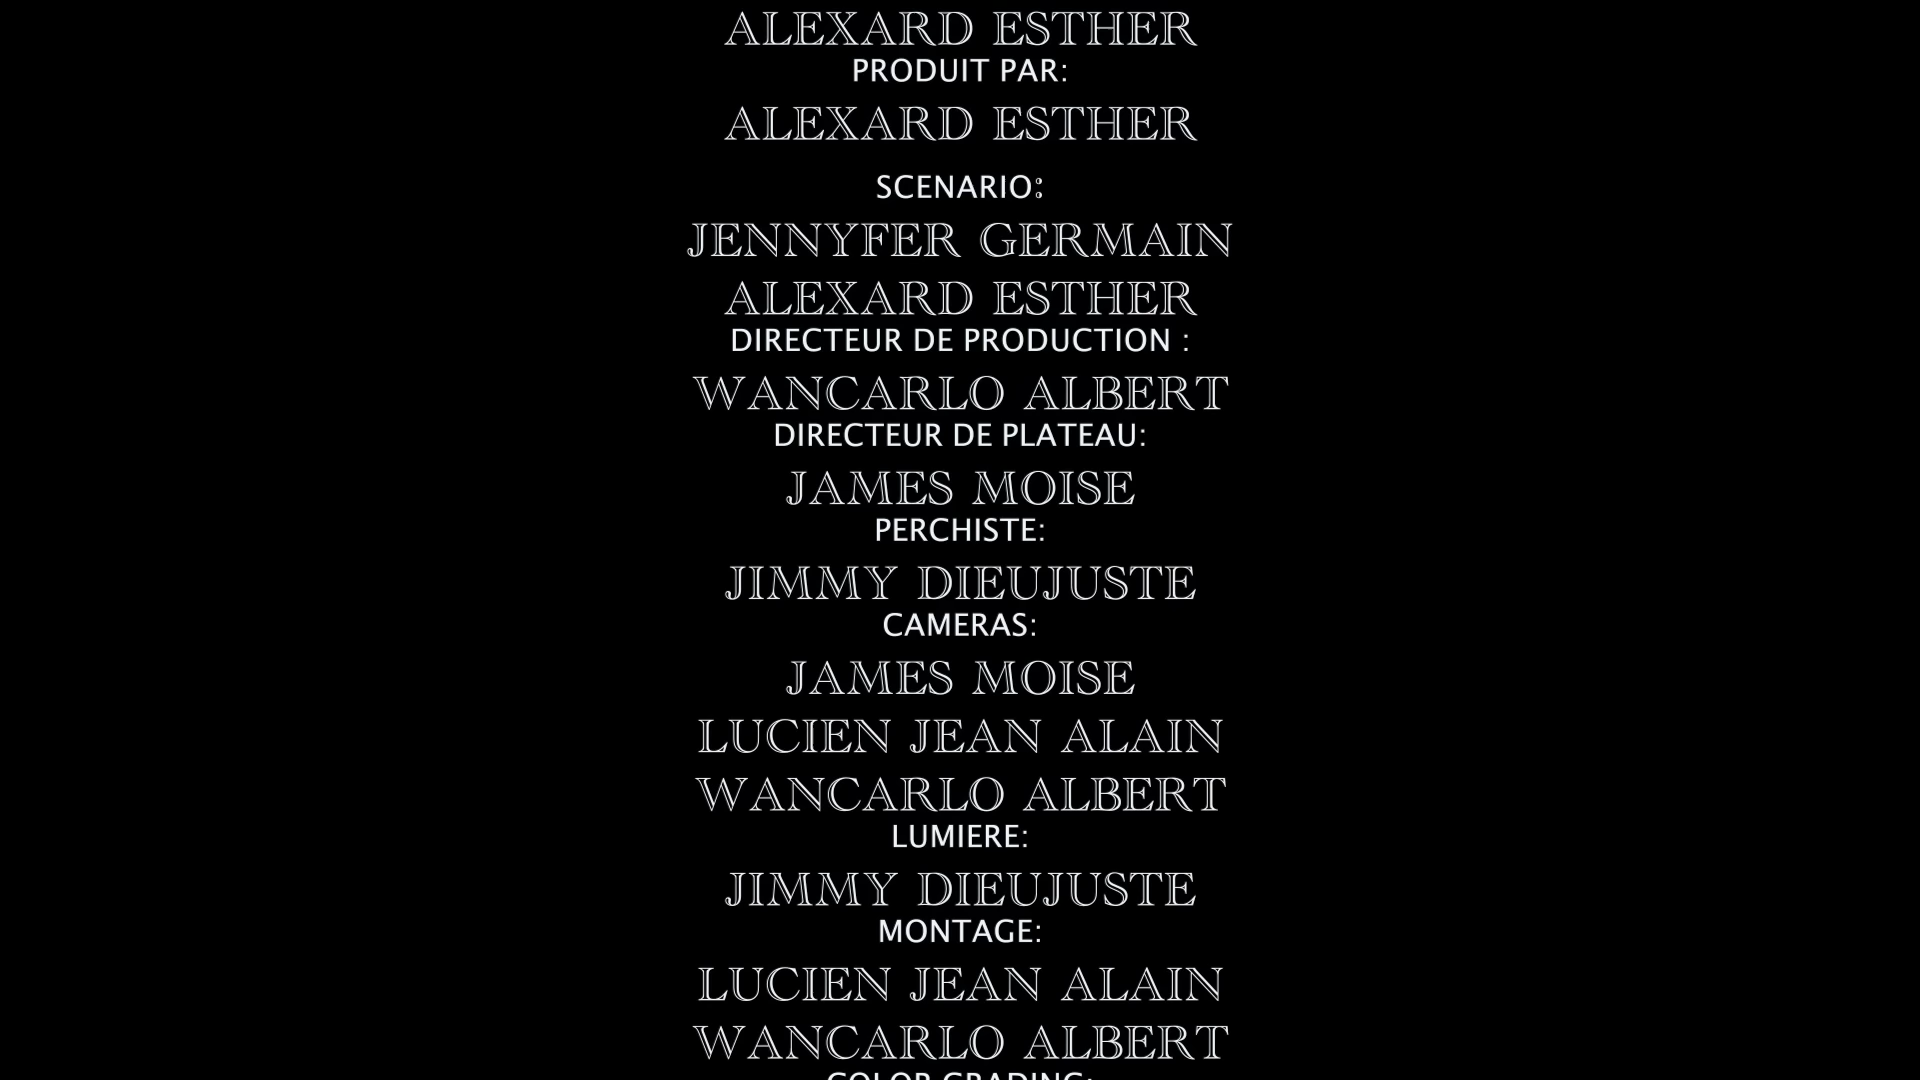 ALEXARD ESTHER
PRODUIT PAR:
ALEXARD ESTHER
SCENARIO:
JENNYFER GERMAIN
ALEXARD ESTHER
DIRECTEUR DE PRODUCTION :
WANCARLO ALBERT
DIRECTEUR DE PLATEAU:
JAMES MOISE
PERCHISTE:
JIMMY DIEUJUSTE
CAMERAS:
JAMES MOISE
LUCIEN JEAN ALAIN
WANCARLO ALBERT
LUMIERE:
JIMMY DIEUJUSTE
MONTAGE:
LUCIEN JEAN ALAIN
WANCARLO ALBERT
COLOR GRADING: